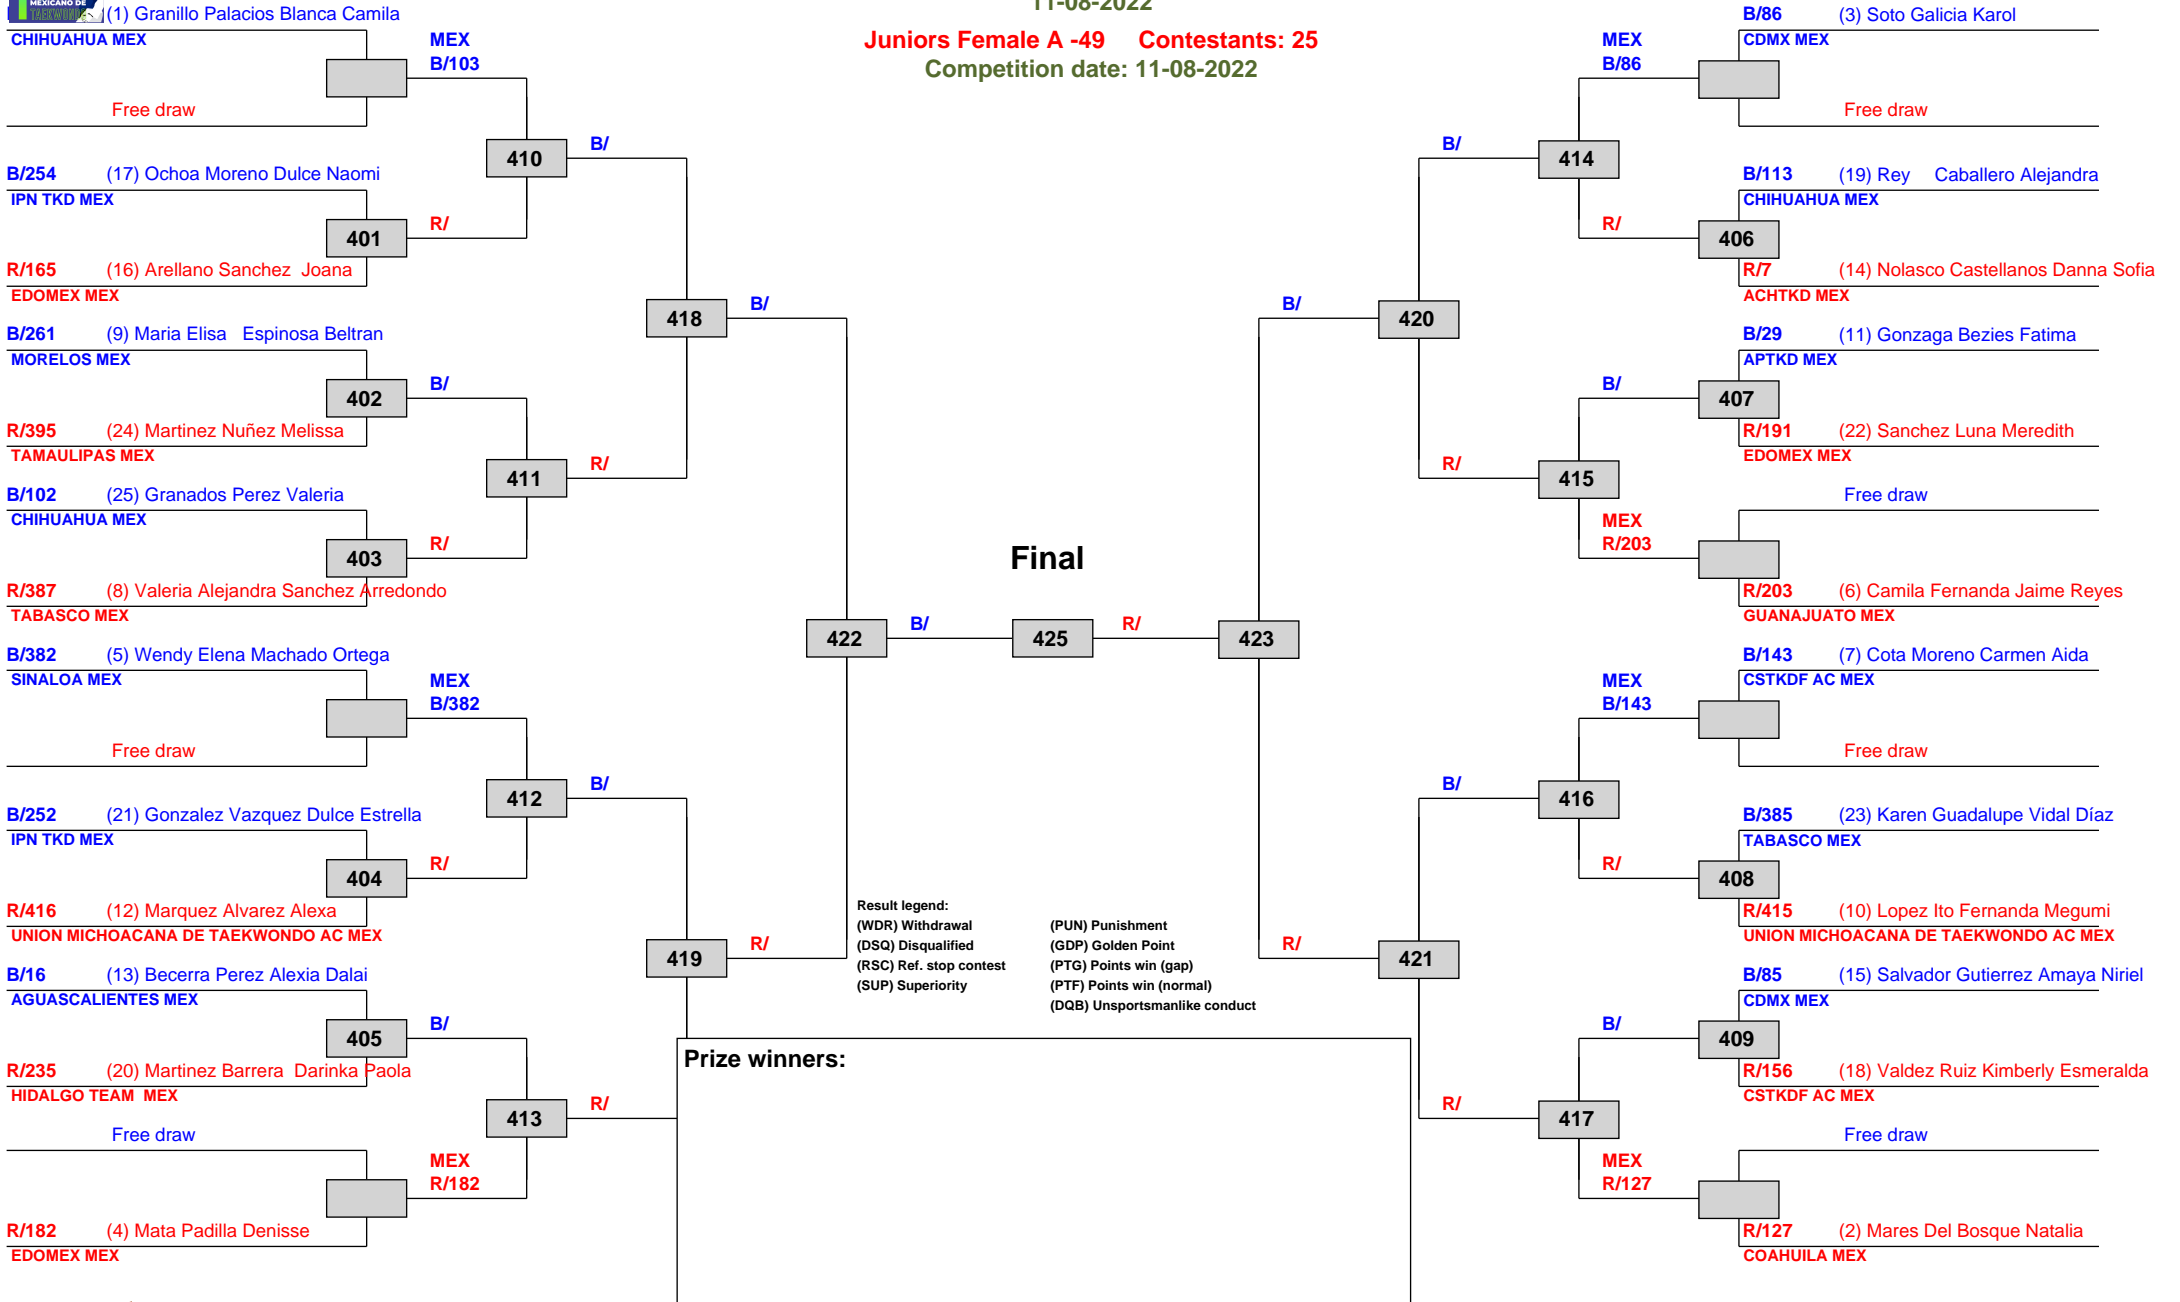 MEXICANO DE
TAEKWONDO
(1) Granillo Palacios Blanca Camila
CHIHUAHUA MEX
MEX
B/103
Free draw
B/254 (17) Ochoa Moreno Dulce Naomi
IPN TKD MEX
401
R/165 (16) Arellano Sanchez Joana
EDOMEX MEX
410
B/
R/
B/261 (9) Maria Elisa Espinosa Beltran
MORELOS MEX
402
B/
R/395 (24) Martinez Nuñez Melissa
TAMAULIPAS MEX
411
R/
B/102 (25) Granados Perez Valeria
CHIHUAHUA MEX
403
R/
R/387 (8) Valeria Alejandra Sanchez Arredondo
TABASCO MEX
418
B/
B/382 (5) Wendy Elena Machado Ortega
SINALOA MEX
MEX
B/382
Free draw
412
B/
B/252 (21) Gonzalez Vazquez Dulce Estrella
IPN TKD MEX
404
R/
R/416 (12) Marquez Alvarez Alexa
UNION MICHOACANA DE TAEKWONDO AC MEX
419
R/
B/16 (13) Becerra Perez Alexia Dalai
AGUASCALIENTES MEX
405
B/
R/235 (20) Martinez Barrera Darinka Paola
HIDALGO TEAM MEX
413
R/
Free draw
MEX
R/182
R/182 (4) Mata Padilla Denisse
EDOMEX MEX
11-08-2022
Juniors Female A -49 Contestants: 25
Competition date: 11-08-2022
Final
422
B/
425
R/
423
Result legend:
(WDR) Withdrawal
(DSQ) Disqualified
(RSC) Ref. stop contest
(SUP) Superiority
(PUN) Punishment
(GDP) Golden Point
(PTG) Points win (gap)
(PTF) Points win (normal)
(DQB) Unsportsmanlike conduct
Prize winners:
B/86 (3) Soto Galicia Karol
CDMX MEX
MEX
B/86
Free draw
B/
414
B/113 (19) Rey Caballero Alejandra
CHIHUAHUA MEX
R/
406
R/7 (14) Nolasco Castellanos Danna Sofia
ACHTKD MEX
B/
420
B/29 (11) Gonzaga Bezies Fatima
APTKD MEX
B/
407
R/191 (22) Sanchez Luna Meredith
EDOMEX MEX
R/
415
Free draw
MEX
R/203
R/203 (6) Camila Fernanda Jaime Reyes
GUANAJUATO MEX
B/143 (7) Cota Moreno Carmen Aida
CSTKDF AC MEX
MEX
B/143
Free draw
B/
416
B/385 (23) Karen Guadalupe Vidal Díaz
TABASCO MEX
R/
408
R/415 (10) Lopez Ito Fernanda Megumi
UNION MICHOACANA DE TAEKWONDO AC MEX
R/
421
B/85 (15) Salvador Gutierrez Amaya Niriel
CDMX MEX
B/
409
R/156 (18) Valdez Ruiz Kimberly Esmeralda
CSTKDF AC MEX
R/
417
Free draw
MEX
R/127
R/127 (2) Mares Del Bosque Natalia
COAHUILA MEX